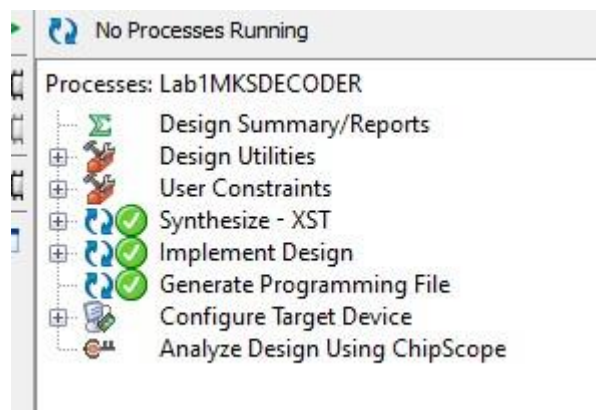 No Processes Running
Processes: Lab1MKSDECODER
Design Summary/Reports
Design Utilities
User Constraints
Synthesize - XST
Implement Design
Generate Programming File
Configure Target Device
Analyze Design Using ChipScope